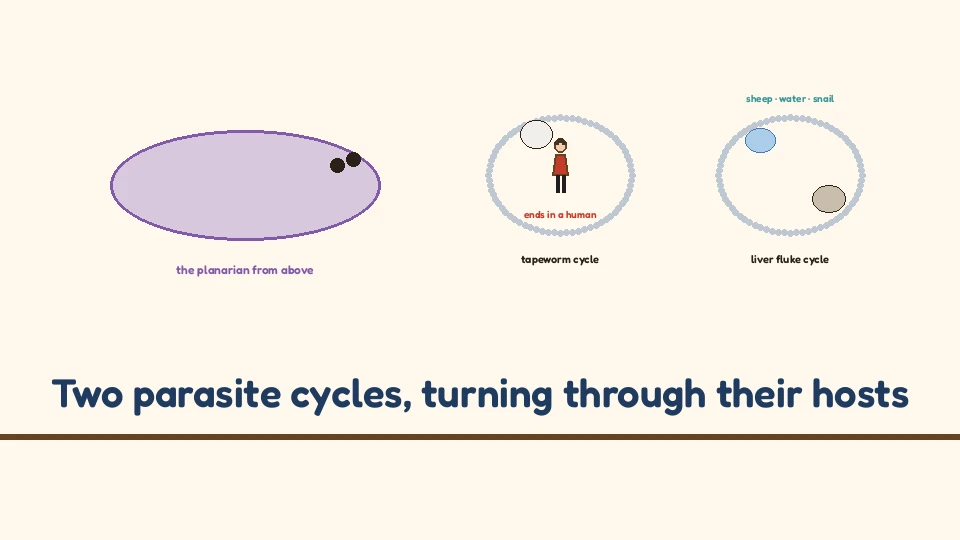 sheep · water · snail
ends in a human
tapeworm cycle
liver fluke cycle
the planarian from above
Two parasite cycles, turning through their hosts